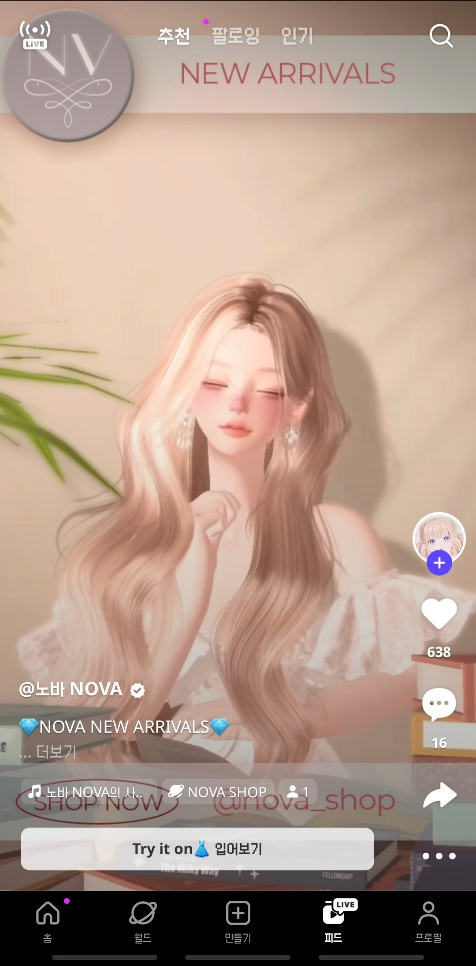 LIVE
추천 팔로잉 인기
NV
NEW ARRIVALS
638
@노바 NOVA
💎NOVA NEW ARRIVALS💎
16
... 더보기
노바 NOVA의 사..
NOVA SHOP
1
SHOP NOW
@nova_shop
Try it on👗 입어보기
The Milky Way
FELLOWSHIP
LIVE
홈 월드 만들기 피드 프로필